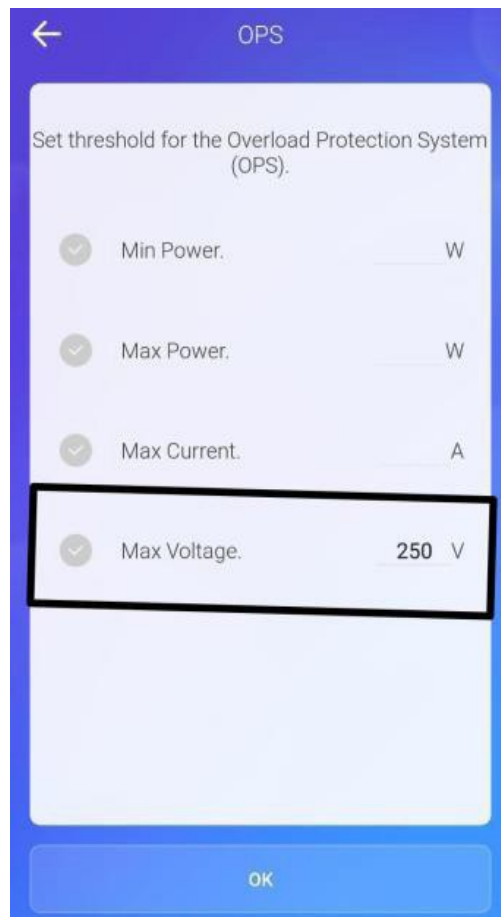 OPS
Set threshold for the Overload Protection System
(OPS).
Min Power. W
Max Power. W
Max Current. A
Max Voltage. 250 V
OK